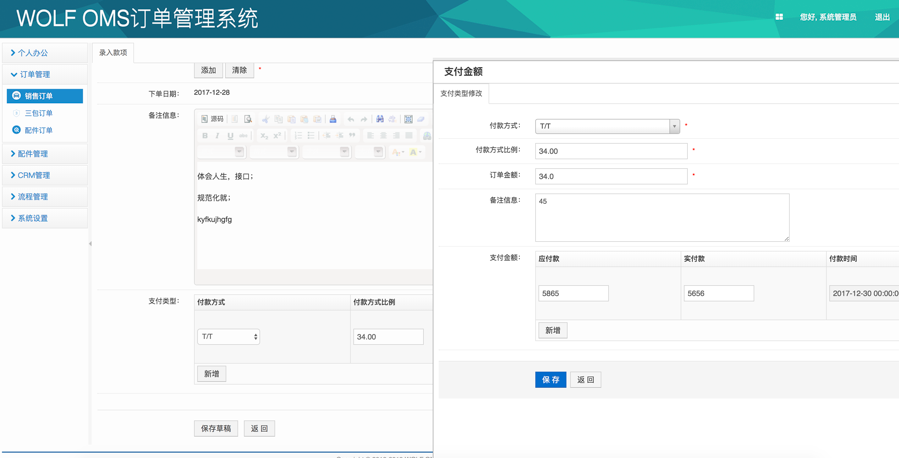 WOLF OMS订单管理系统
您好, 系统管理员
退出
个人办公
订单管理
销售订单
三包订单
配件订单
配件管理
CRM管理
流程管理
系统设置
录入款项
添加
清除
*
下单日期:
2017-12-28
备注信息:
源码
体会人生，接口；
规范化就；
kyfkujhgfg
支付类型:
付款方式
付款方式比例
T/T
34.00
新增
保存草稿
返 回
支付金额
支付类型修改
付款方式:
T/T
*
付款方式比例:
34.00
*
订单金额:
34.0
*
备注信息:
45
支付金额:
应付款
实付款
付款时间
5865
5656
2017-12-30 00:00:0
新增
保 存
返 回